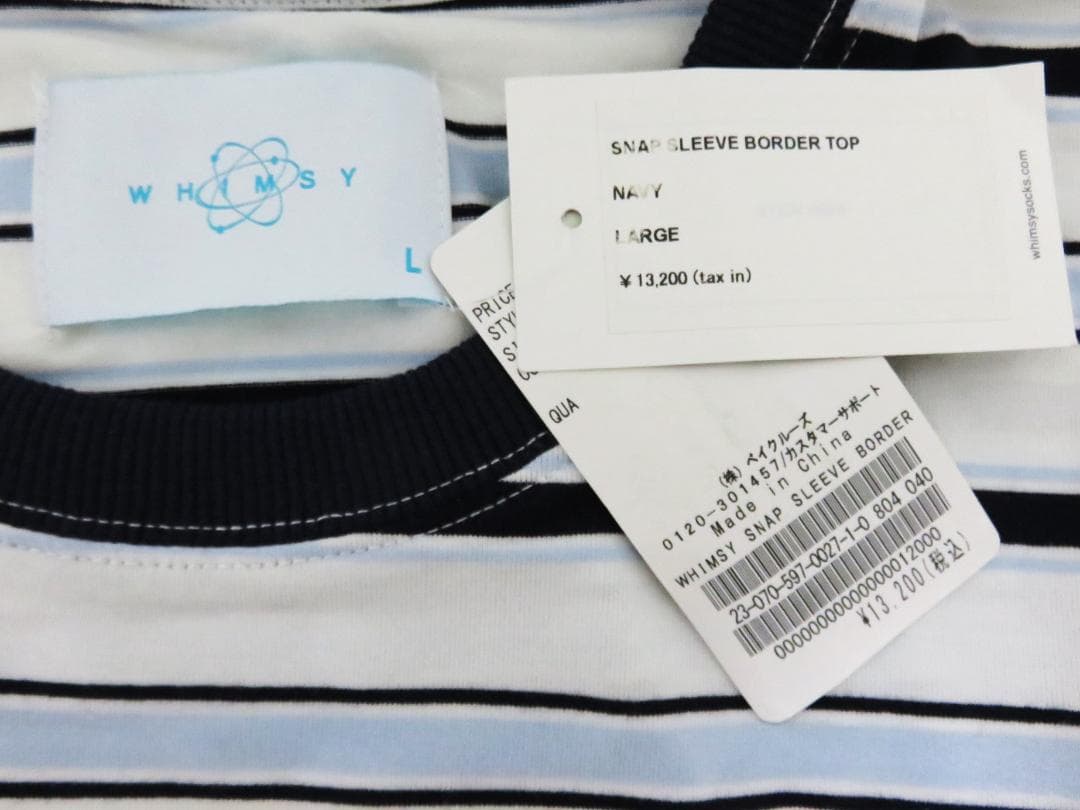 WHIMSY
L
SNAP SLEEVE BORDER TOP
NAVY
LARGE
¥13,200 (tax in)
whimsysocks.com
PRICE
QUA
(株)ベイクルーズ
0120-301457/カスタマーサポート
Made in China
WHIMSY SNAP SLEEVE BORDER
23-070-597-0027-1-0 804 040
¥13,200(税込)